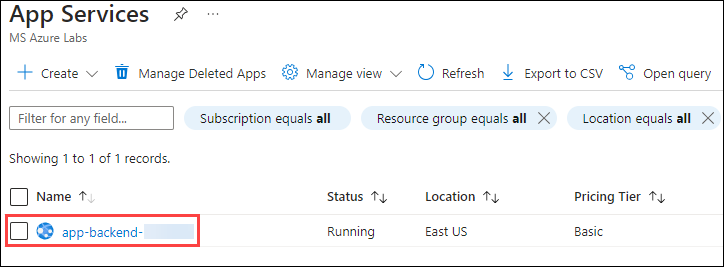 App Services
MS Azure Labs
Create
Manage Deleted Apps
Manage view
Refresh
Export to CSV
Open query
Filter for any field...
Subscription equals all
Resource group equals all
Location equals all
Showing 1 to 1 of 1 records.
Name Status Location Pricing Tier
app-backend- Running East US Basic